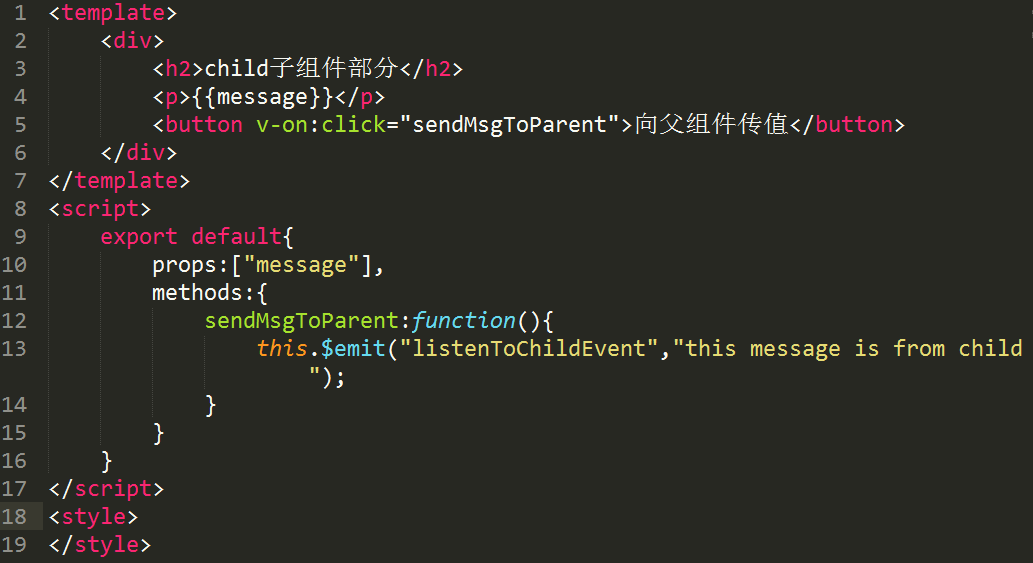 1 <template>
2     <div>
3         <h2>child子组件部分</h2>
4         <p>{{message}}</p>
5         <button v-on:click="sendMsgToParent">向父组件传值</button>
6     </div>
7 </template>
8 <script>
9     export default{
10         props:["message"],
11         methods:{
12             sendMsgToParent:function(){
13                 this.$emit("listenToChildEvent","this message is from child
");
14             }
15         }
16     }
17 </script>
18 <style>
19 </style>